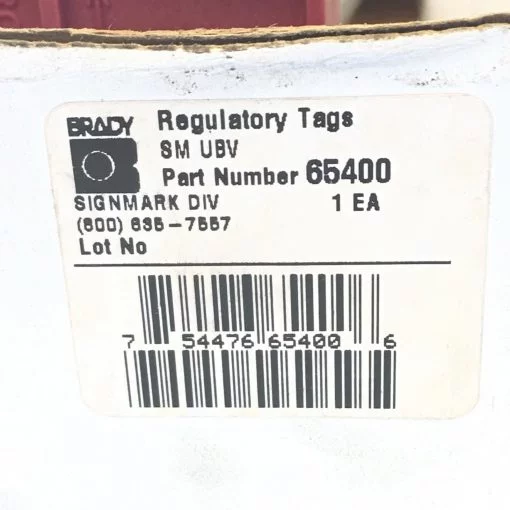 BRADY
Regulatory Tags
SM UBV
Part Number 65400
SIGNMARK DIV 1 EA
(800) 635-7557
Lot No
7 54476 65400 6